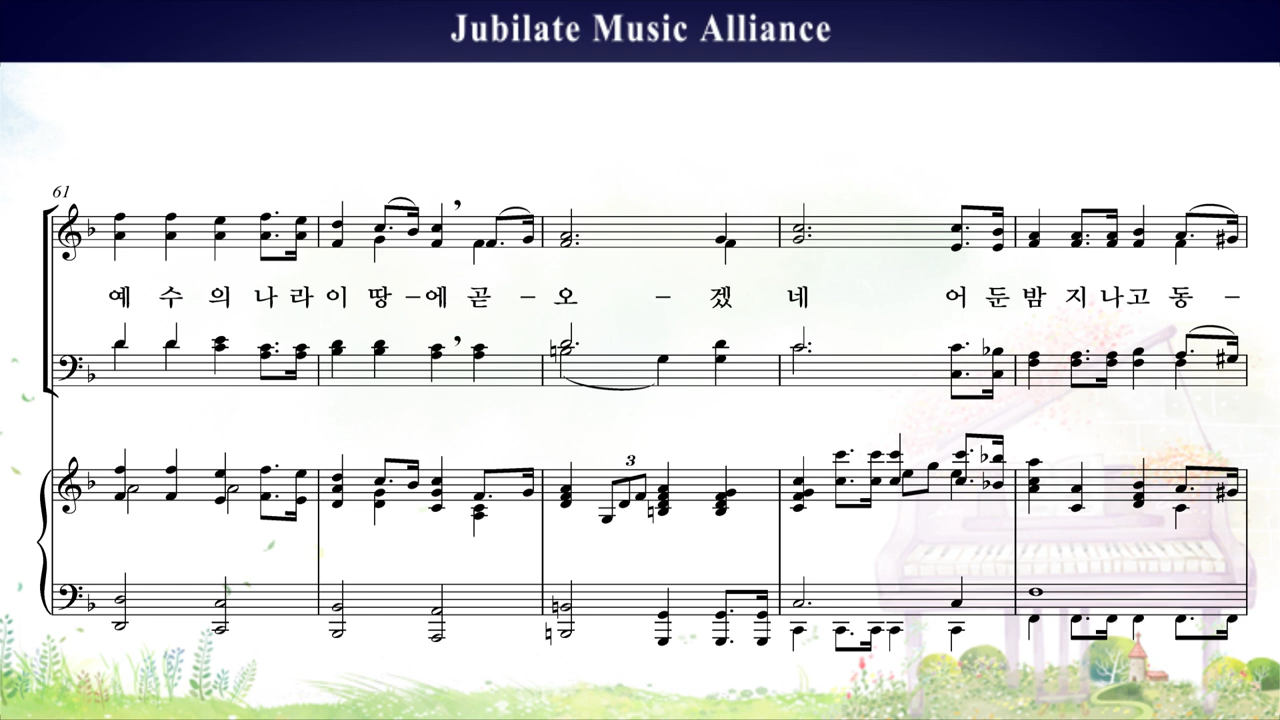 Jubilate Music Alliance
61
예 수 의 나 라 이 땅 – 에 곧 – 오 – 겠 네 어 둔 밤 지 나 고 동 –
3